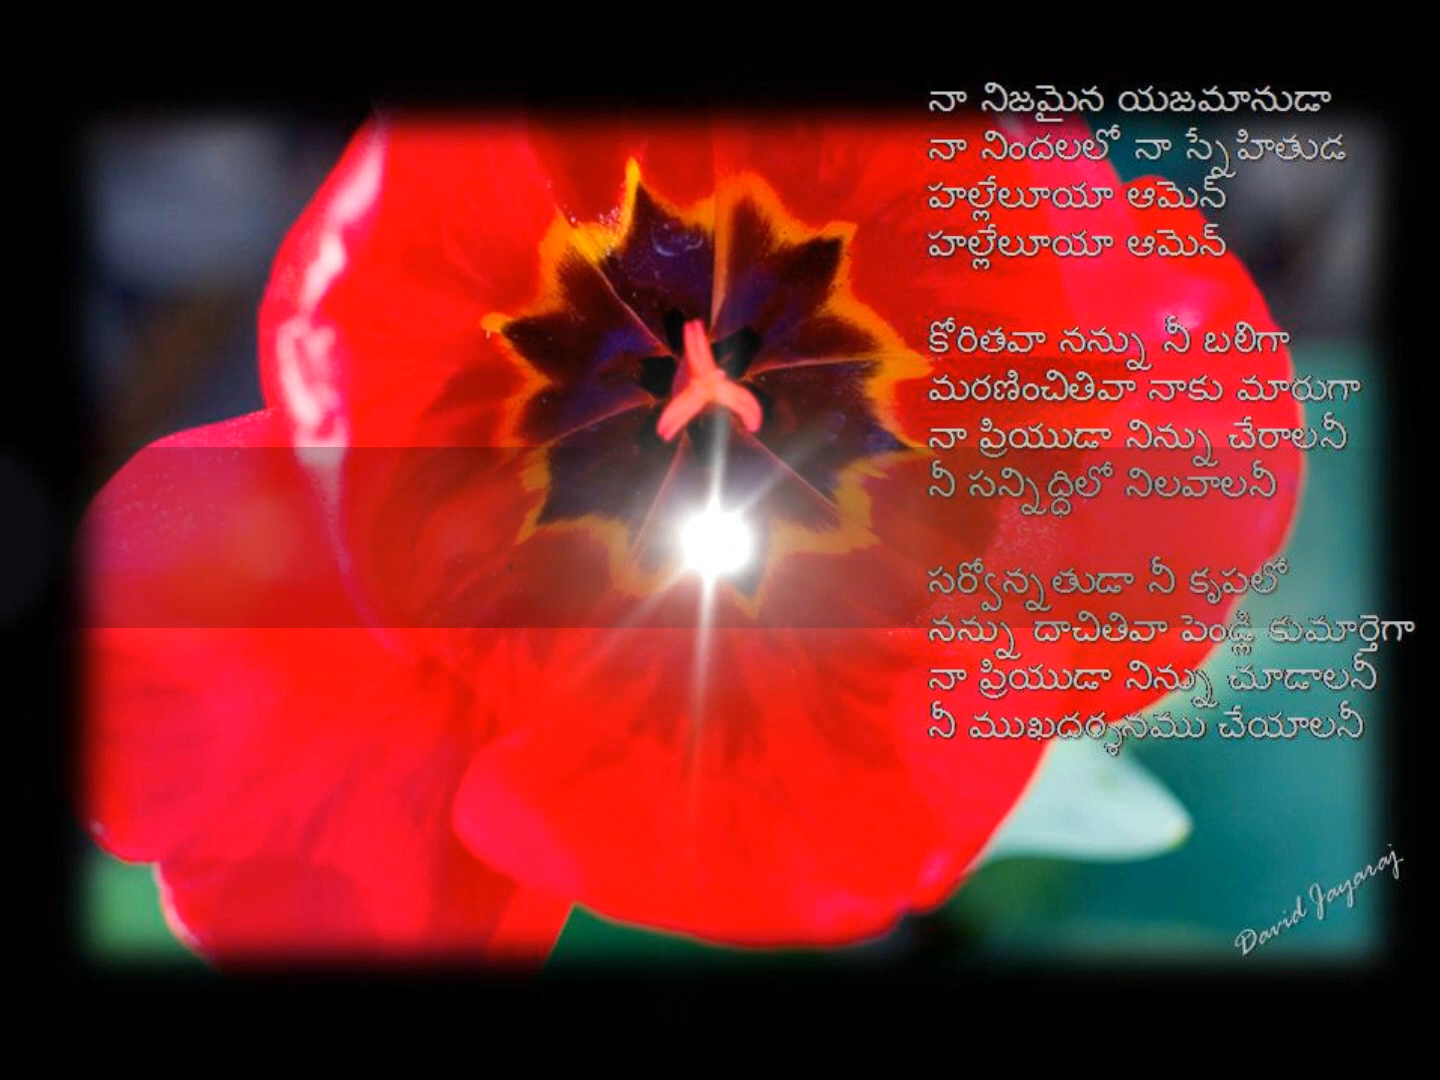 నా నిజమైన యజమానుడా
నా నిందలలో నా స్నేహితుడ
హల్లేలూయా ఆమెన్
హల్లేలూయా ఆమెన్
కోరితవా నన్ను నీ బలిగా
మరణించితివా నాకు మారుగా
నా ప్రియుడా నిన్ను చేరాలనీ
నీ సన్నిద్ధిలో నిలవాలనీ
సర్వోన్నతుడా నీ కృపలో
నన్ను దాచితివా పెండ్లి కుమార్తెగా
నా ప్రియుడా నిన్ను చూడాలనీ
నీ ముఖదర్శనము చేయాలనీ
David Jayaraj